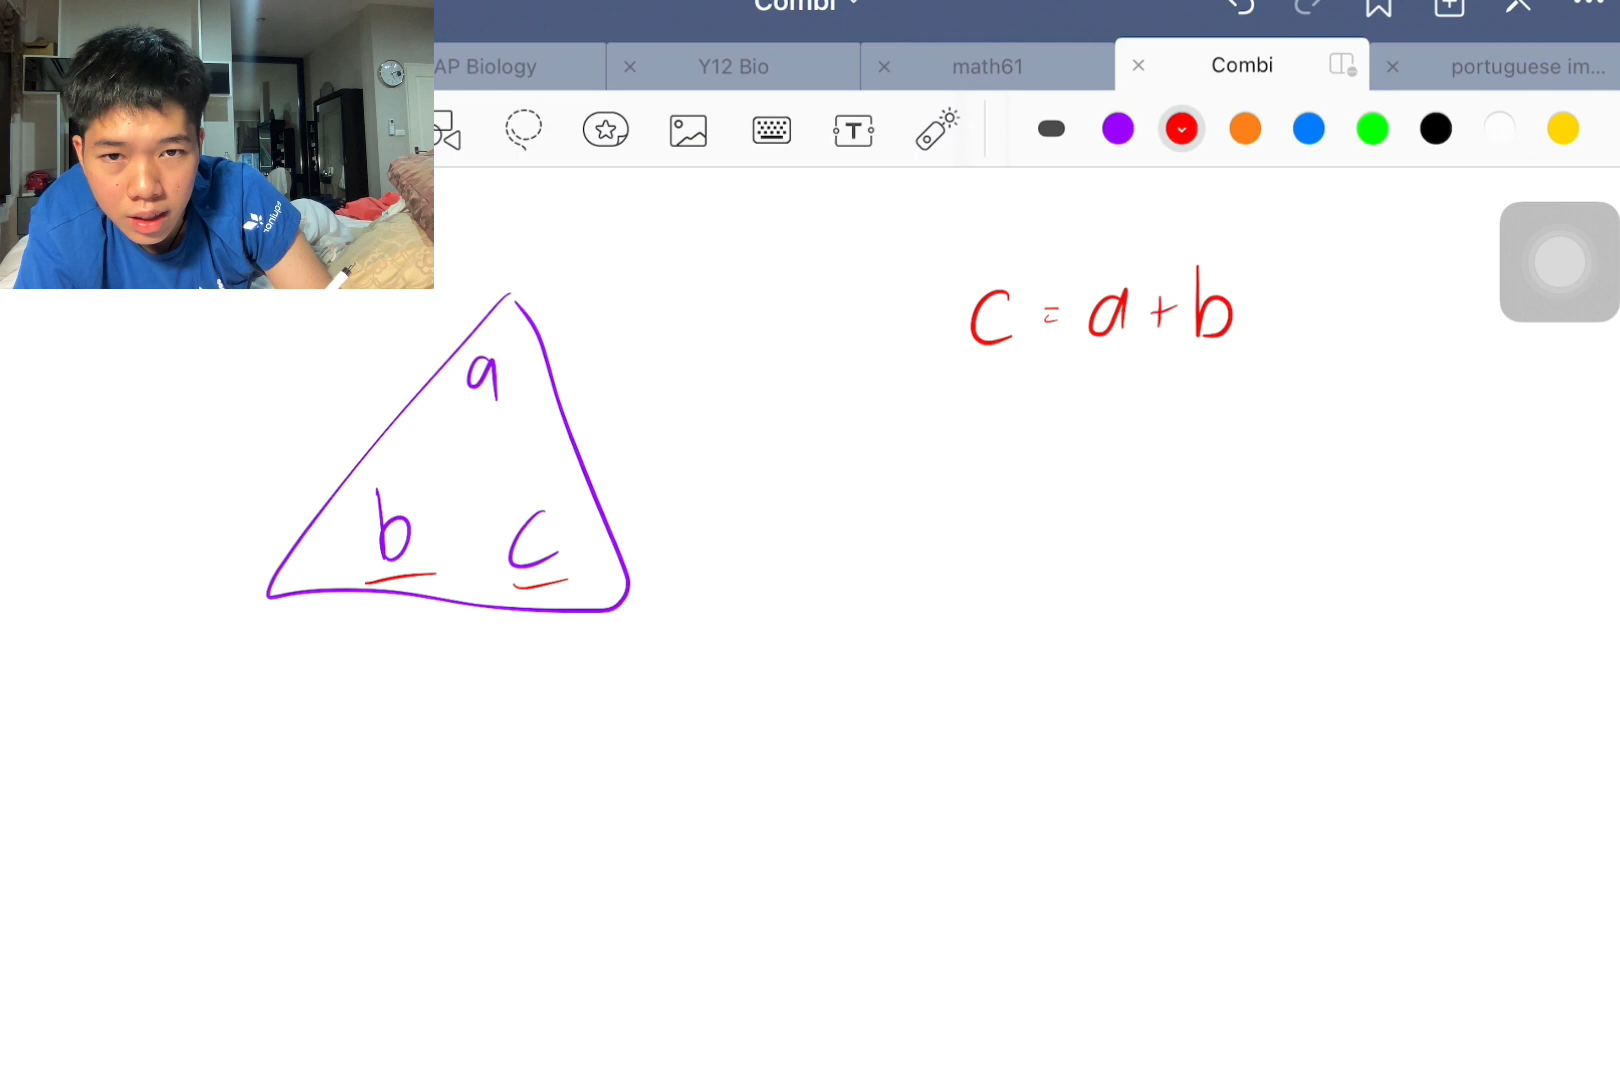 Combi
AP Biology
Y12 Bio
math61
Combi
portuguese im...
T
c = a + b
a
b
c